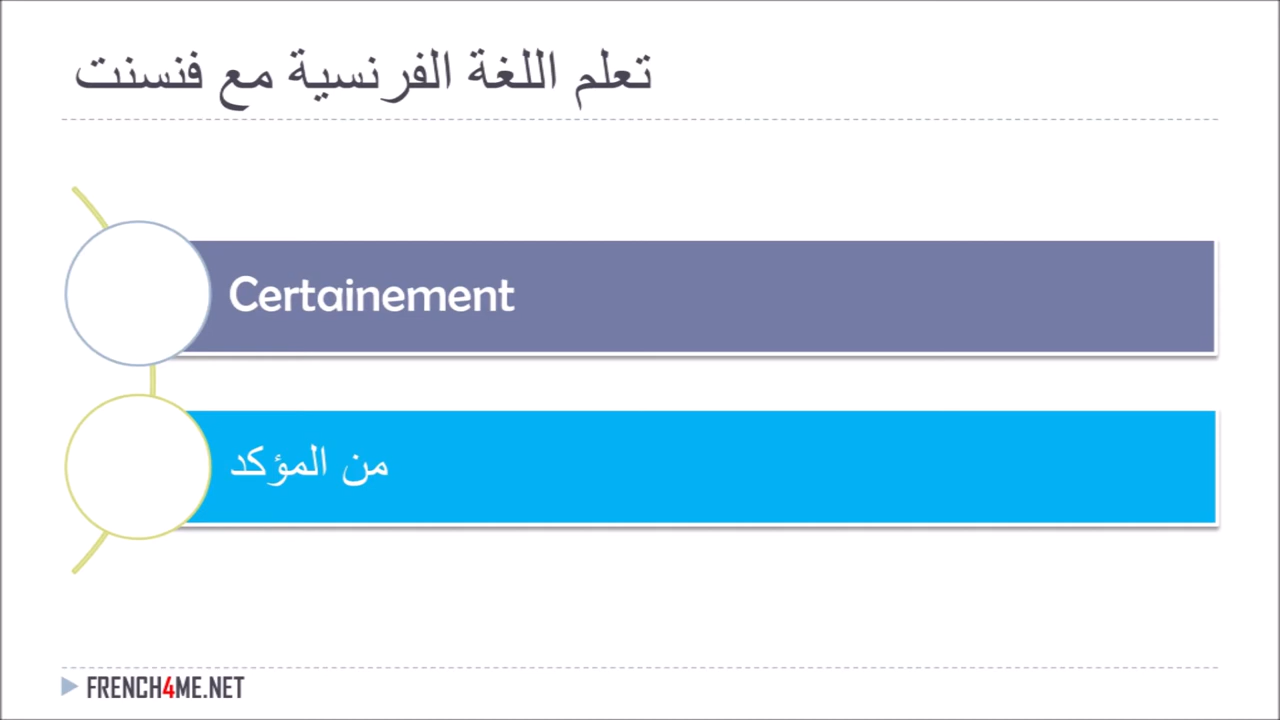 تعلم اللغة الفرنسية مع فنسنت
Certainement
من المؤكد
FRENCH4ME.NET